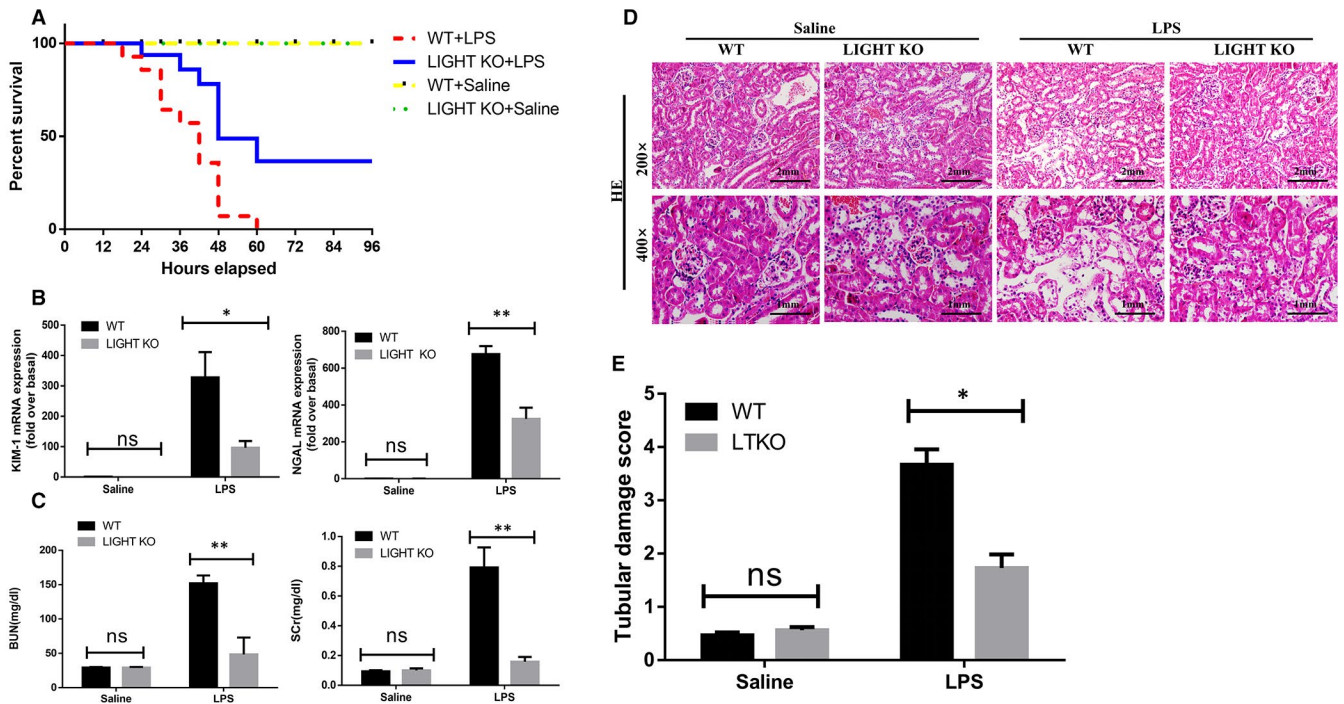 A
Percent survival
100
50
0
0 12 24 36 48 60 72 84 96
Hours elapsed
WT+LPS
LIGHT KO+LPS
WT+Saline
LIGHT KO+Saline
B
KIM-1 mRNA expression
(fold over basal)
500
400
300
200
100
0
WT
LIGHT KO
ns
*
Saline LPS
NGAL mRNA expression
(fold over basal)
800
600
400
200
0
WT
LIGHT KO
ns
**
Saline LPS
C
BUN(mg/dl)
200
150
100
50
0
WT
LIGHT KO
ns
**
Saline LPS
SCr(mg/dl)
1.0
0.8
0.6
0.4
0.2
0.0
WT
LIGHT KO
ns
**
Saline LPS
D
Saline LPS
WT LIGHT KO WT LIGHT KO
HE
200×
2mm 2mm 2mm 2mm
400×
1mm 1mm 1mm 1mm
E
Tubular damage score
5
4
3
2
1
0
WT
LTKO
ns
*
Saline LPS